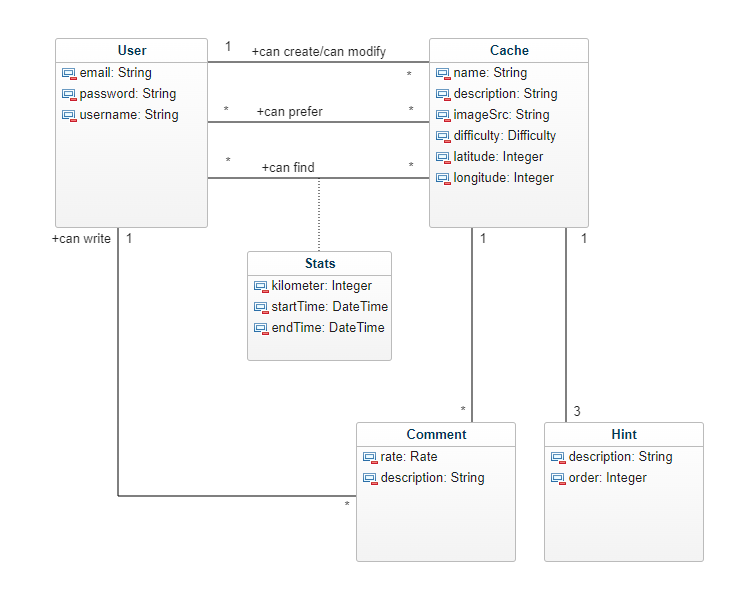 User
email: String
password: String
username: String
1
+can create/can modify
*
*
+can prefer
*
*
+can find
*
Cache
name: String
description: String
imageSrc: String
difficulty: Difficulty
latitude: Integer
longitude: Integer
+can write
1
1
1
Stats
kilometer: Integer
startTime: DateTime
endTime: DateTime
*
3
Comment
rate: Rate
description: String
*
Hint
description: String
order: Integer